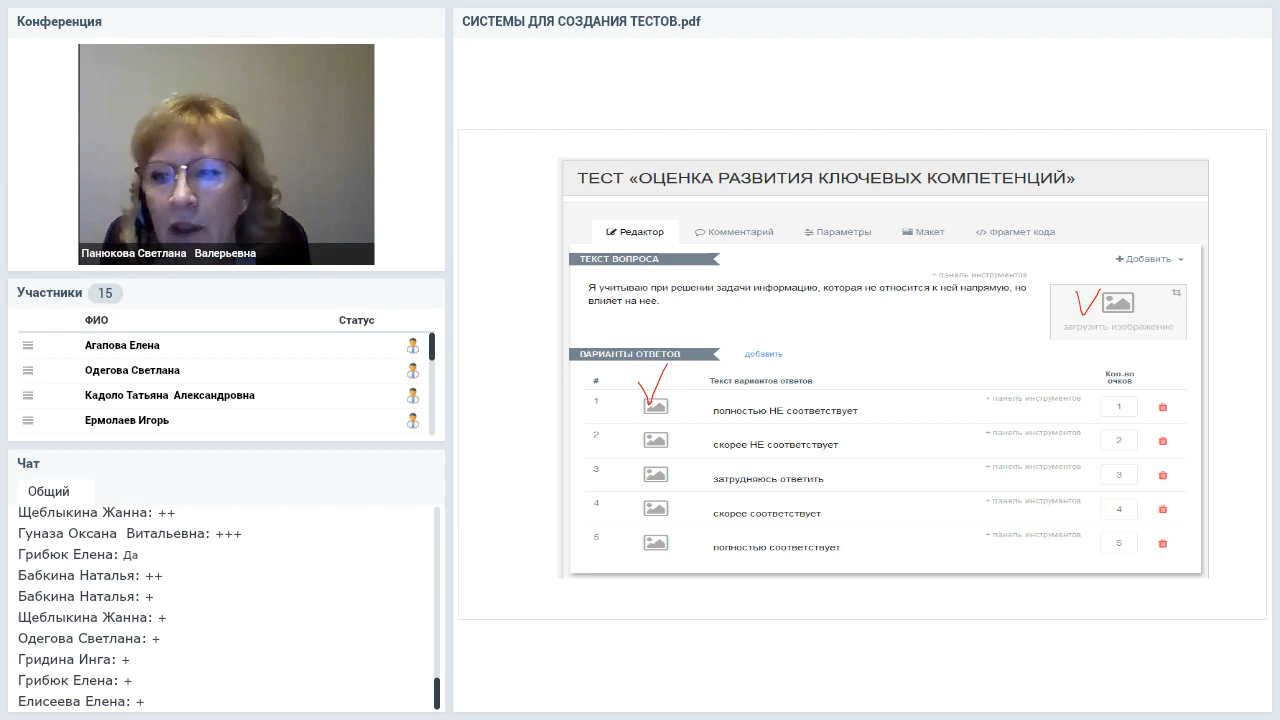 Конференция
Панюкова Светлана Валерьевна
Участники 15
ФИО Статус
Агапова Елена
Одегова Светлана
Кадоло Татьяна Александровна
Ермолаев Игорь
Чат
Общий
Щеблыкина Жанна: ++
Гуназа Оксана Витальевна: +++
Грибюк Елена: Да
Бабкина Наталья: ++
Бабкина Наталья: +
Щеблыкина Жанна: +
Одегова Светлана: +
Гридина Инга: +
Грибюк Елена: +
Елисеева Елена: +
СИСТЕМЫ ДЛЯ СОЗДАНИЯ ТЕСТОВ.pdf
ТЕСТ «ОЦЕНКА РАЗВИТИЯ КЛЮЧЕВЫХ КОМПЕТЕНЦИЙ»
Редактор Комментарий Параметры Макет </> Фрагмет кода
ТЕКСТ ВОПРОСА + Добавить
+ панель инструментов
Я учитываю при решении задачи информацию, которая не относится к ней напрямую, но
влияет на нее.
загрузить изображение
ВАРИАНТЫ ОТВЕТОВ добавить
# Текст вариантов ответов Кол-во
очков
1 полностью НЕ соответствует + панель инструментов 1
2 скорее НЕ соответствует + панель инструментов 2
3 затрудняюсь ответить + панель инструментов 3
4 скорее соответствует + панель инструментов 4
5 полностью соответствует + панель инструментов 5